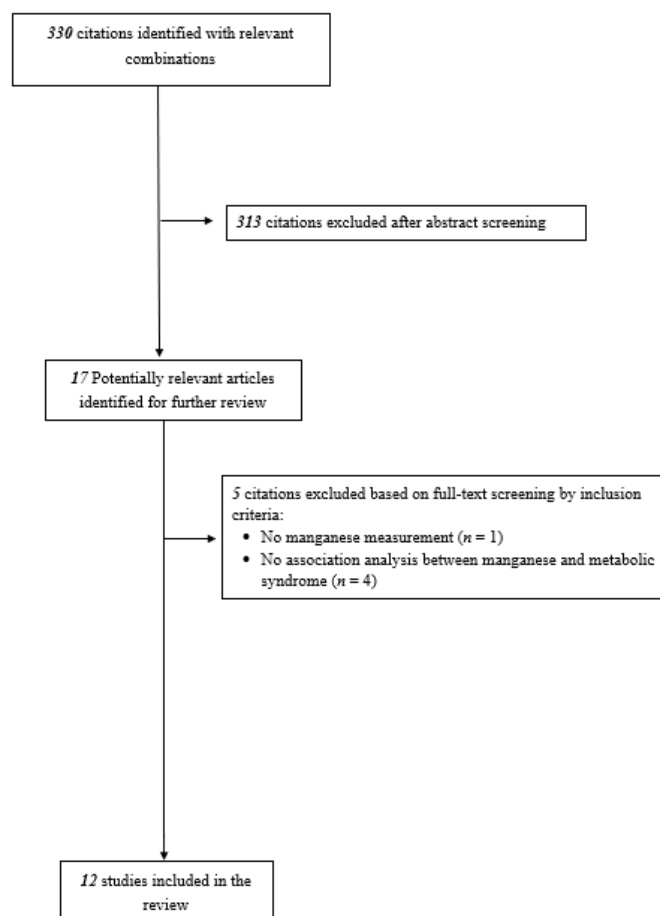 330 citations identified with relevant
combinations
313 citations excluded after abstract screening
17 Potentially relevant articles
identified for further review
5 citations excluded based on full-text screening by inclusion
criteria:
• No manganese measurement (n = 1)
• No association analysis between manganese and metabolic
syndrome (n = 4)
12 studies included in the
review